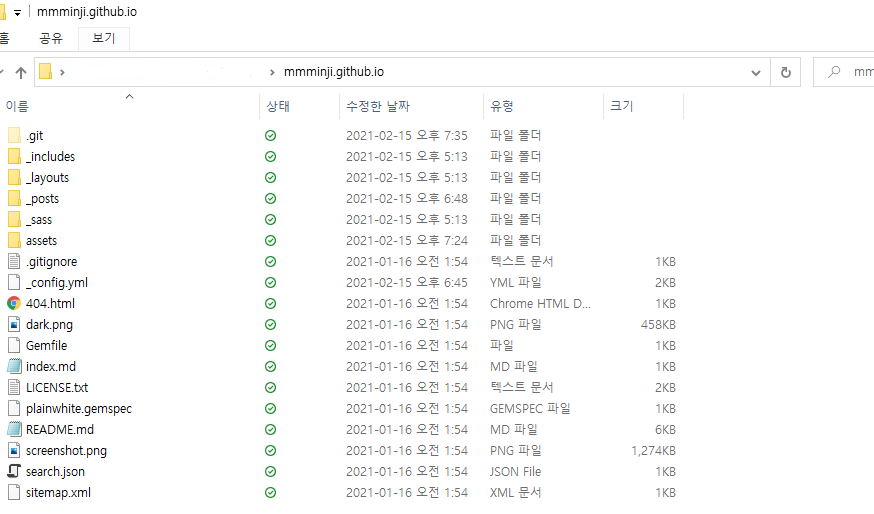 mmminji.github.io
홈 공유 보기
mmminji.github.io mm
이름 상태 수정한 날짜 유형 크기
.git 2021-02-15 오후 7:35 파일 폴더
_includes 2021-02-15 오후 5:13 파일 폴더
_layouts 2021-02-15 오후 5:13 파일 폴더
_posts 2021-02-15 오후 6:48 파일 폴더
_sass 2021-02-15 오후 5:13 파일 폴더
assets 2021-02-15 오후 7:24 파일 폴더
.gitignore 2021-01-16 오전 1:54 텍스트 문서 1KB
_config.yml 2021-02-15 오후 6:45 YML 파일 2KB
404.html 2021-01-16 오전 1:54 Chrome HTML D... 1KB
dark.png 2021-01-16 오전 1:54 PNG 파일 458KB
Gemfile 2021-01-16 오전 1:54 파일 1KB
index.md 2021-01-16 오전 1:54 MD 파일 1KB
LICENSE.txt 2021-01-16 오전 1:54 텍스트 문서 2KB
plainwhite.gemspec 2021-01-16 오전 1:54 GEMSPEC 파일 1KB
README.md 2021-01-16 오전 1:54 MD 파일 6KB
screenshot.png 2021-01-16 오전 1:54 PNG 파일 1,274KB
search.json 2021-01-16 오전 1:54 JSON File 1KB
sitemap.xml 2021-01-16 오전 1:54 XML 문서 1KB